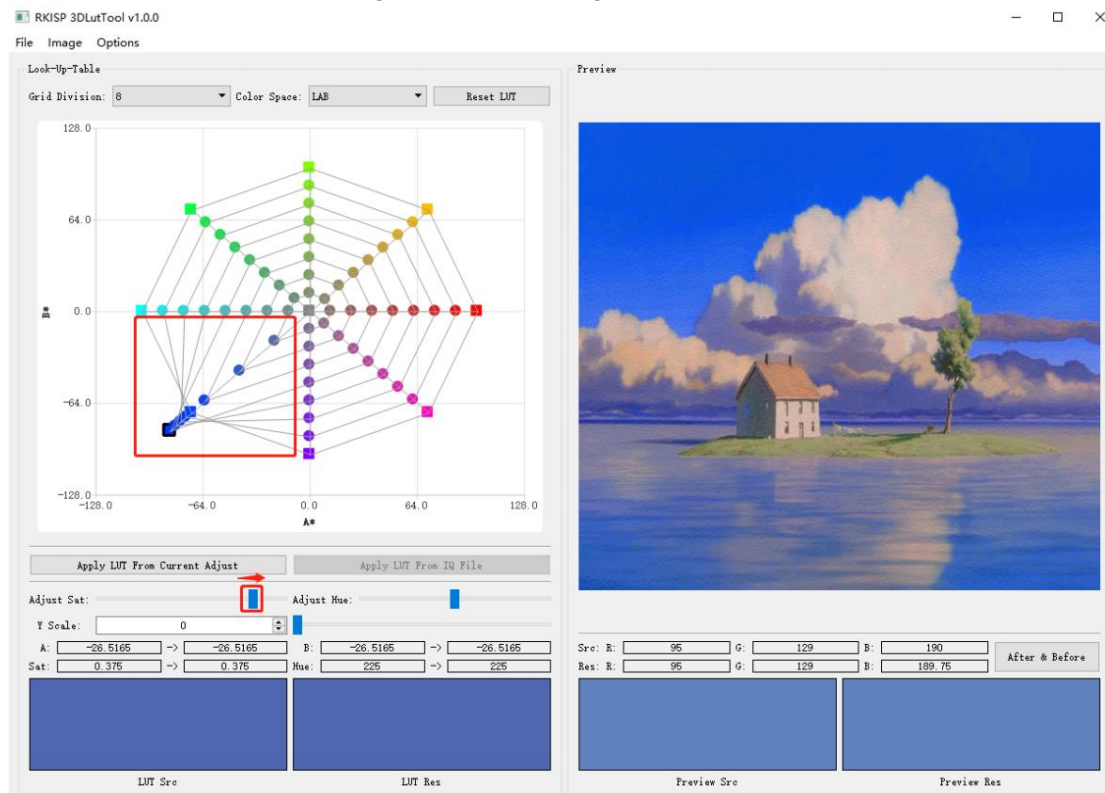 RKISP 3DLutTool v1.0.0
File Image Options
Look-Up-Table
Grid Division: 8 Color Space: LAB Reset LUT
128.0
64.0
B* 0.0
-64.0
-128.0
-128.0 -64.0 0.0 64.0 128.0
A*
Apply LUT From Current Adjust Apply LUT From IQ File
Adjust Sat: Adjust Hue:
Y Scale: 0
A: -26.5165 -> -26.5165 B: -26.5165 -> -26.5165
Sat: 0.375 -> 0.375 Hue: 225 -> 225
LUT Src LUT Res
Preview
Src: R: 95 G: 129 B: 190
Res: R: 95 G: 129 B: 189.75
After & Before
Preview Src Preview Res